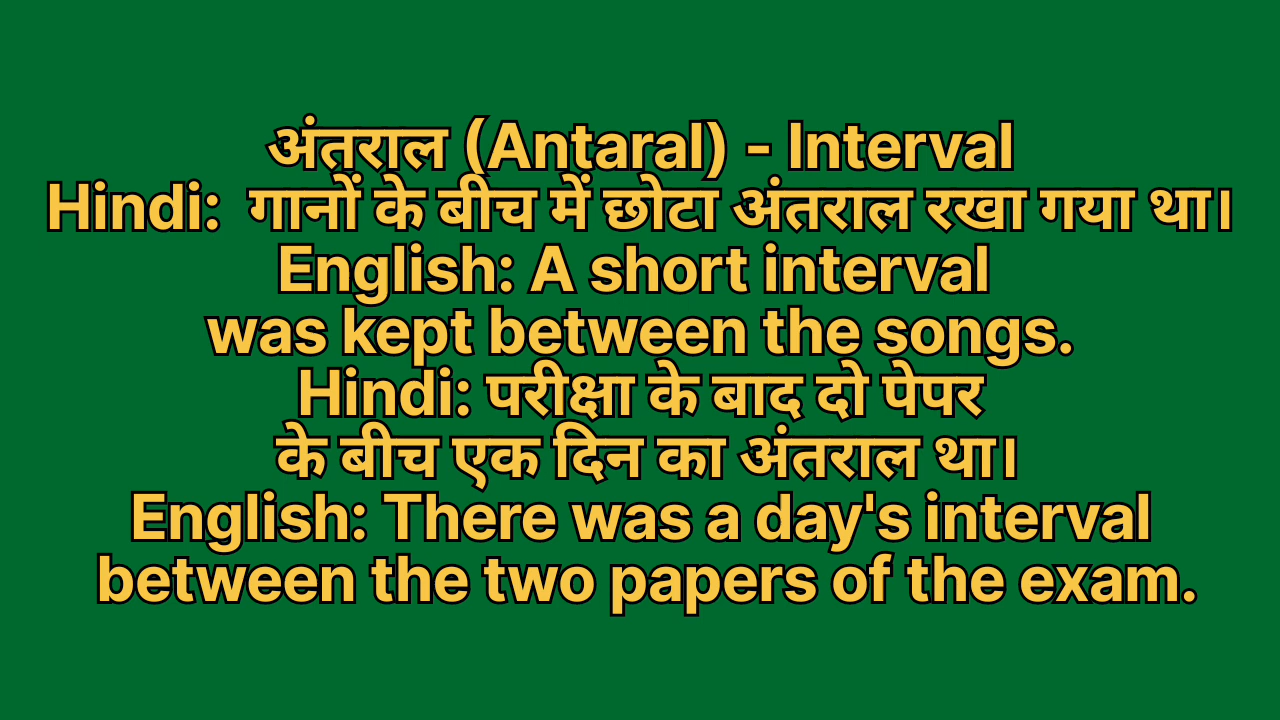 अंतराल (Antaral) - Interval
Hindi: गानों के बीच में छोटा अंतराल रखा गया था।
English: A short interval
was kept between the songs.
Hindi: परीक्षा के बाद दो पेपर
के बीच एक दिन का अंतराल था।
English: There was a day's interval
between the two papers of the exam.